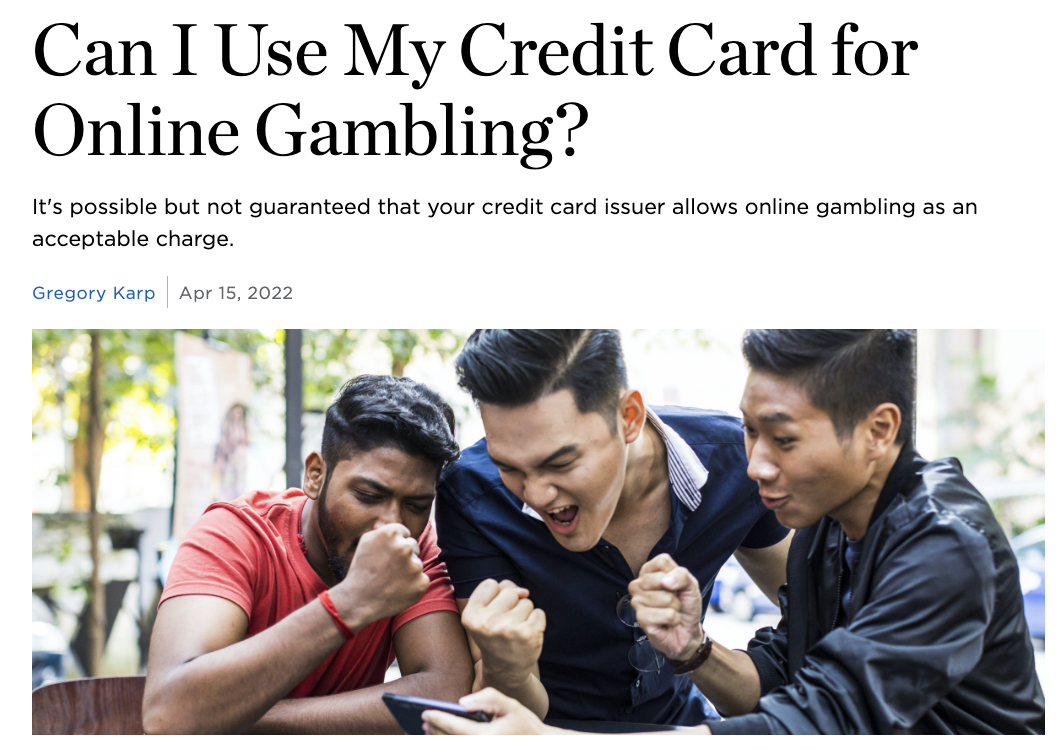 Can I Use My Credit Card for
Online Gambling?
It's possible but not guaranteed that your credit card issuer allows online gambling as an
acceptable charge.
Gregory Karp | Apr 15, 2022